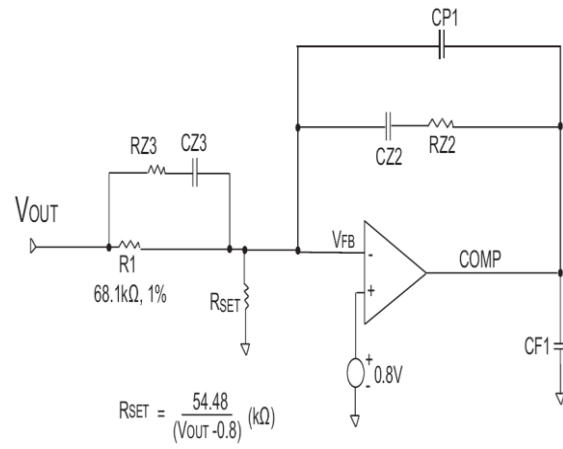 CP1
CZ2
RZ2
RZ3
CZ3
VOUT
R1
68.1kΩ, 1%
RSET
VFB
-
+
COMP
+
-
0.8V
CF1
RSET = 54.48 / (VOUT -0.8) (kΩ)